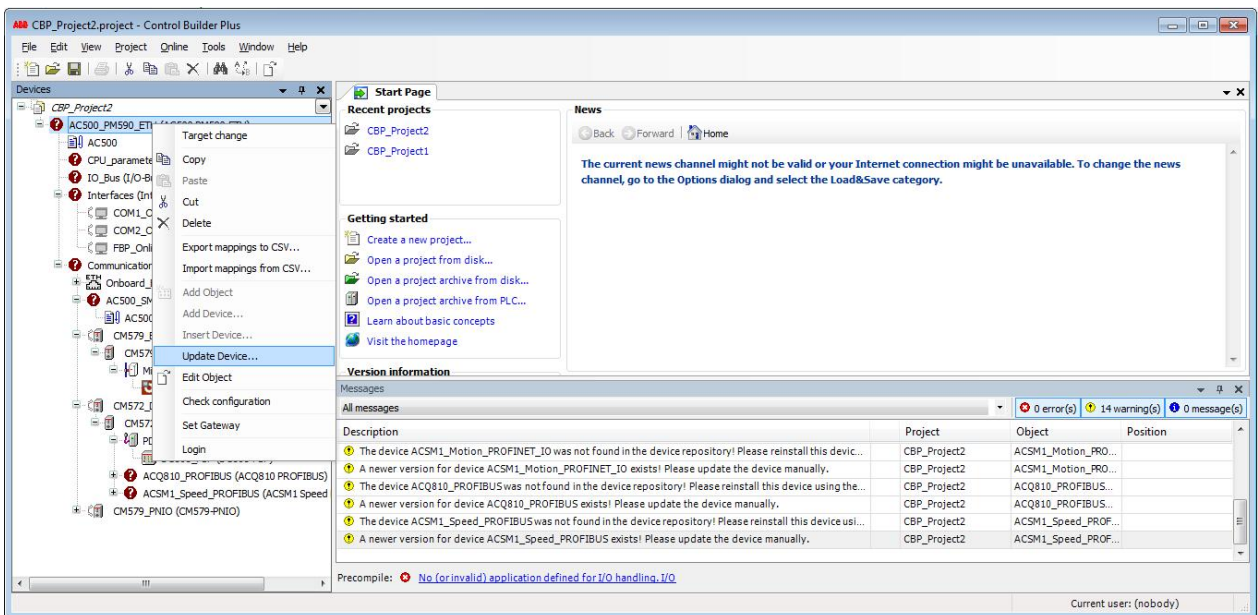 ABB CBP_Project2.project - Control Builder Plus
File Edit View Project Online Tools Window Help
Devices
CBP_Project2
AC500_PM590_ETH
AC500
CPU_paramete
IO_Bus (I/O-B
Interfaces (Int
COM1_O
COM2_O
FBP_Onli
Communication
Onboard_
AC500_SM
AC500
CM579_
CM579
Mi
CM572_
CM572
PD
ACQ810_PROFIBUS (ACQ810 PROFIBUS)
ACSM1_Speed_PROFIBUS (ACSM1 Speed
CM579_PNIO (CM579-PNIO)
Target change
Copy
Paste
Cut
Delete
Export mappings to CSV...
Import mappings from CSV...
Add Object
Add Device...
Insert Device...
Update Device...
Edit Object
Check configuration
Set Gateway
Login
Start Page
Recent projects
CBP_Project2
CBP_Project1
Getting started
Create a new project...
Open a project from disk...
Open a project archive from disk...
Open a project archive from PLC...
Learn about basic concepts
Visit the homepage
Version information
News
Back Forward Home
The current news channel might not be valid or your Internet connection might be unavailable. To change the news
channel, go to the Options dialog and select the Load&Save category.
Messages
All messages 0 error(s) 14 warning(s) 0 message(s)
Description Project Object Position
The device ACSM1_Motion_PROFINET_IO was not found in the device repository! Please reinstall this devic... CBP_Project2 ACSM1_Motion_PRO...
A newer version for device ACSM1_Motion_PROFINET_IO exists! Please update the device manually. CBP_Project2 ACSM1_Motion_PRO...
The device ACQ810_PROFIBUS was not found in the device repository! Please reinstall this device using the... CBP_Project2 ACQ810_PROFIBUS...
A newer version for device ACQ810_PROFIBUS exists! Please update the device manually. CBP_Project2 ACQ810_PROFIBUS...
The device ACSM1_Speed_PROFIBUS was not found in the device repository! Please reinstall this device usi... CBP_Project2 ACSM1_Speed_PROF...
A newer version for device ACSM1_Speed_PROFIBUS exists! Please update the device manually. CBP_Project2 ACSM1_Speed_PROF...
Precompile: No (or invalid) application defined for I/O handling. I/O
Current user: (nobody)